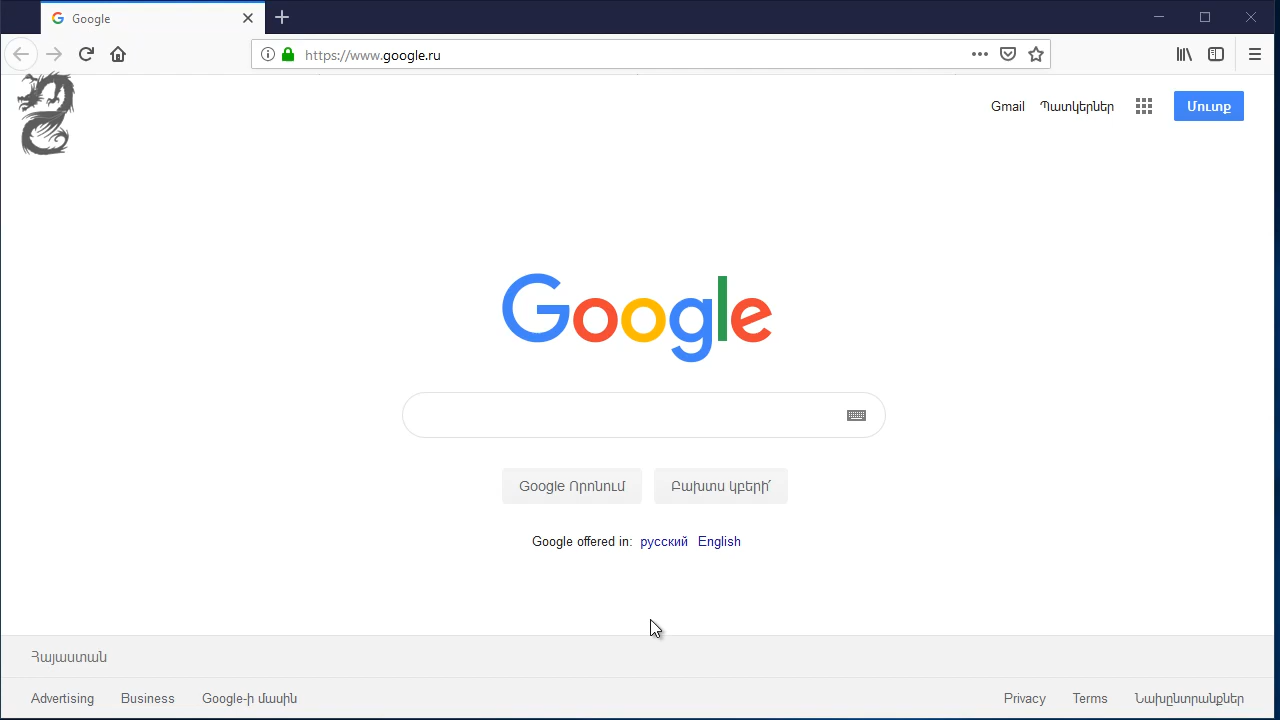 Google
https://www.google.ru
Gmail Պատկերներ Մուտք
Google
Google Որոնում Բախտս կբերի՛
Google offered in: русский English
Հայաստան
Advertising Business Google-ի մասին Privacy Terms Նախընտրանքներ